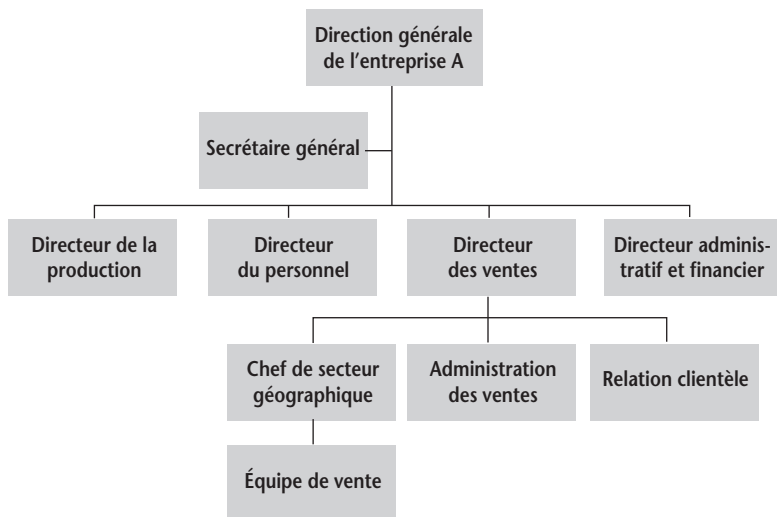 Direction générale
de l'entreprise A
Secrétaire général
Directeur de la
production
Directeur
du personnel
Directeur
des ventes
Directeur adminis-
tratif et financier
Chef de secteur
géographique
Administration
des ventes
Relation clientèle
Équipe de vente